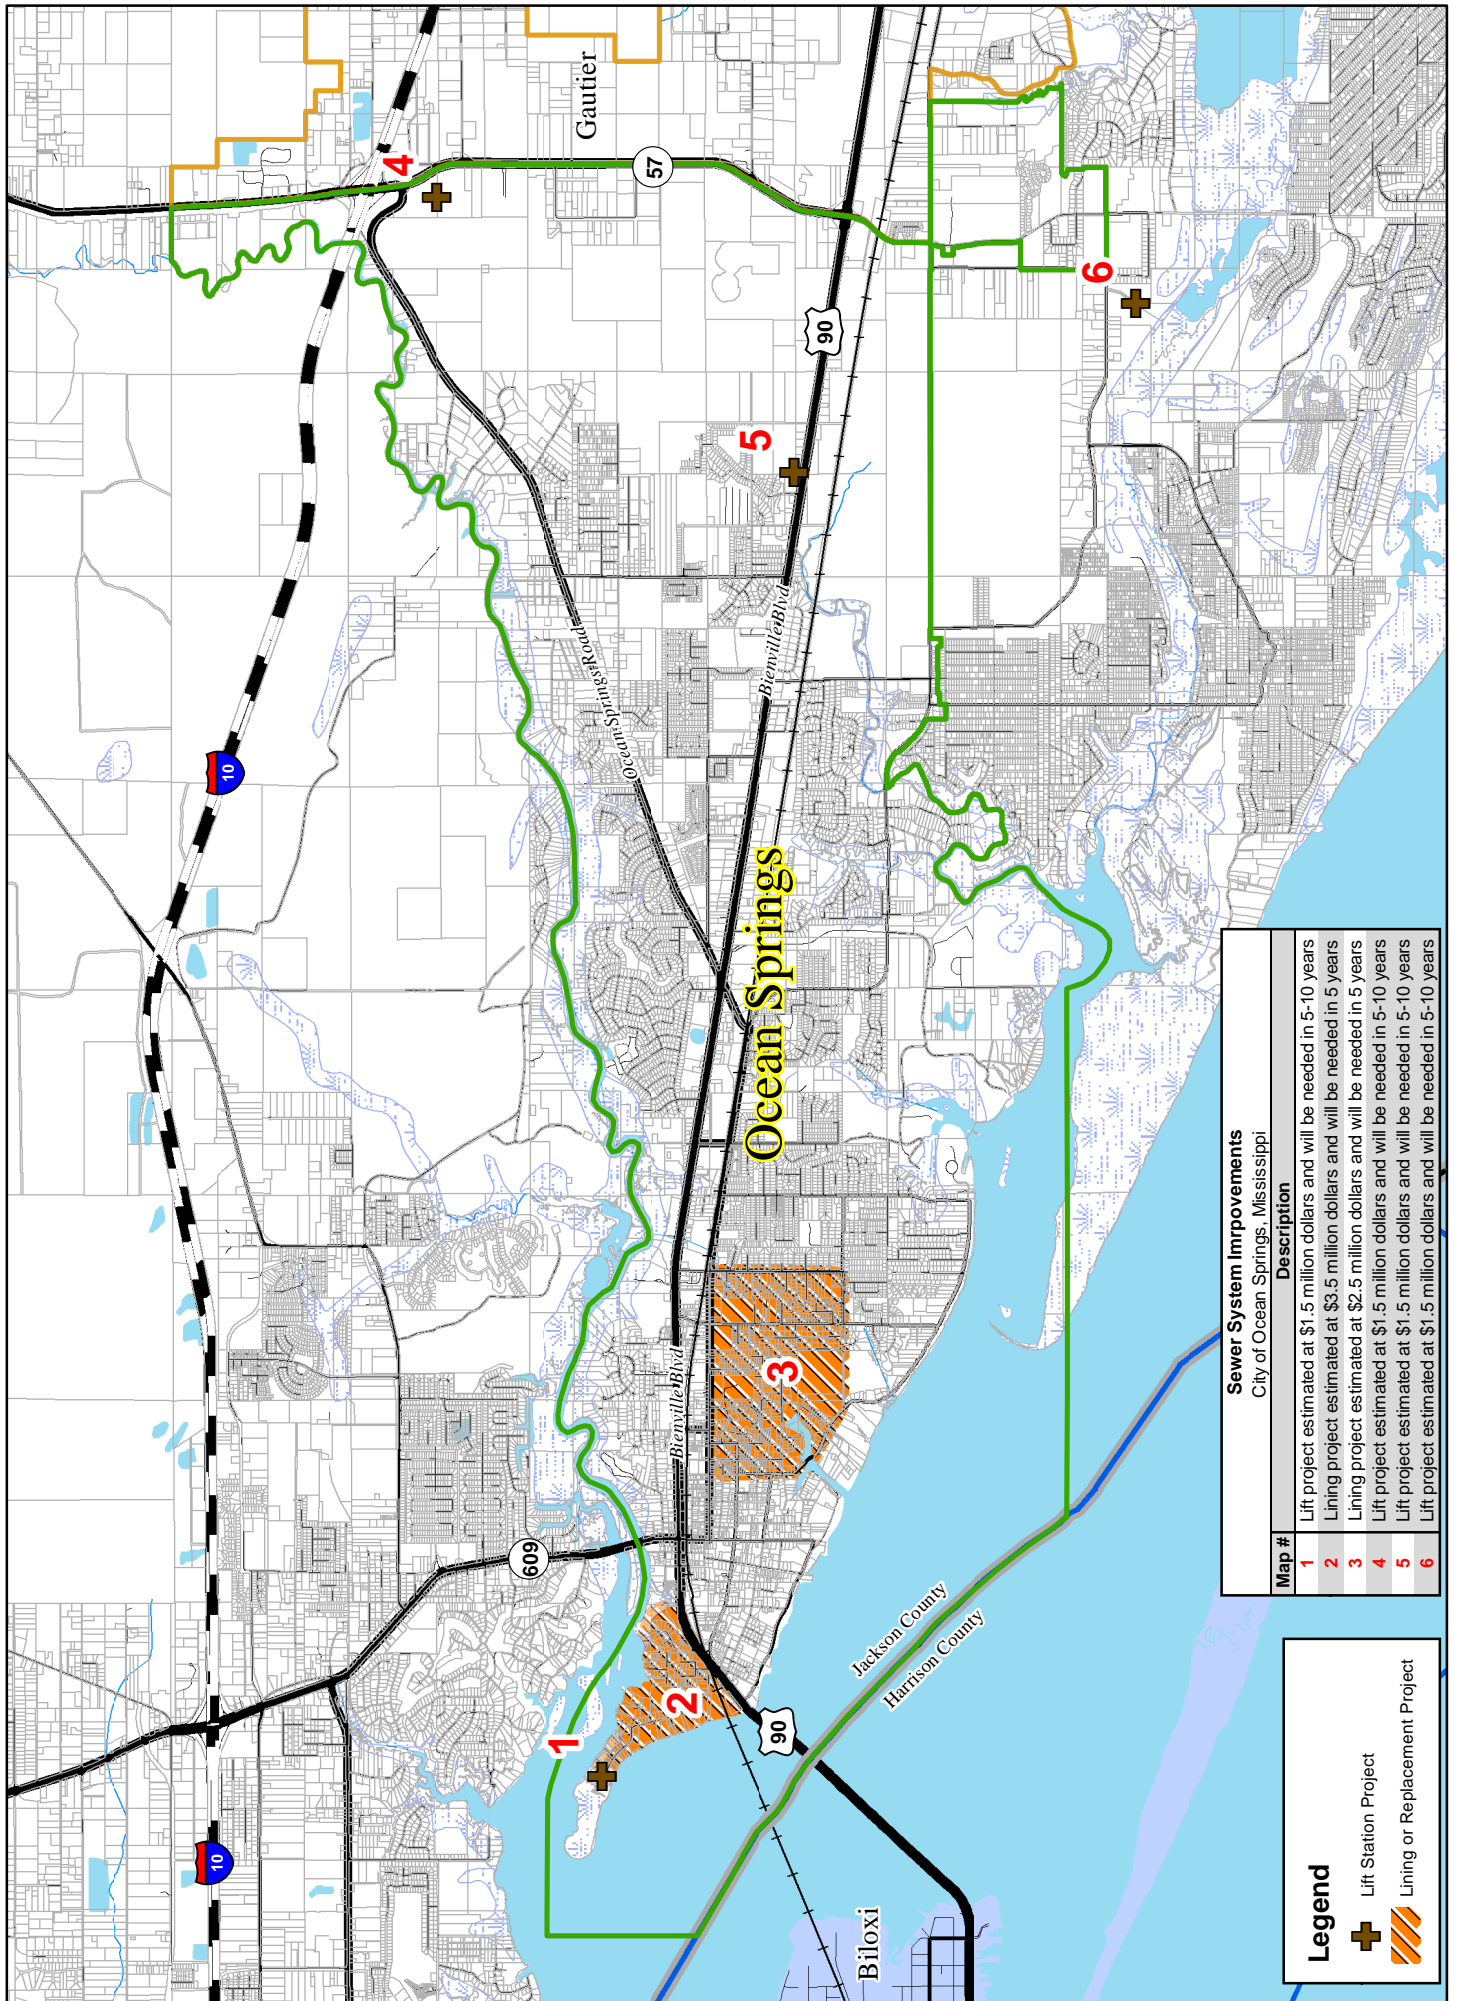 Gautier
4
57
6
90
5
10
Ocean Springs Road
Bienville Blvd
Ocean Springs
Bienville Blvd
3
609
2
1
90
10
Jackson County
Harrison County
Biloxi
Sewer System Imrpovements
City of Ocean Springs, Mississippi
Map # Description
1 Lift project estimated at $1.5 million dollars and will be needed in 5-10 years
2 Lining project estimated at $3.5 million dollars and will be needed in 5 years
3 Lining project estimated at $2.5 million dollars and will be needed in 5 years
4 Lift project estimated at $1.5 million dollars and will be needed in 5-10 years
5 Lift project estimated at $1.5 million dollars and will be needed in 5-10 years
6 Lift project estimated at $1.5 million dollars and will be needed in 5-10 years
Legend
Lift Station Project
Lining or Replacement Project